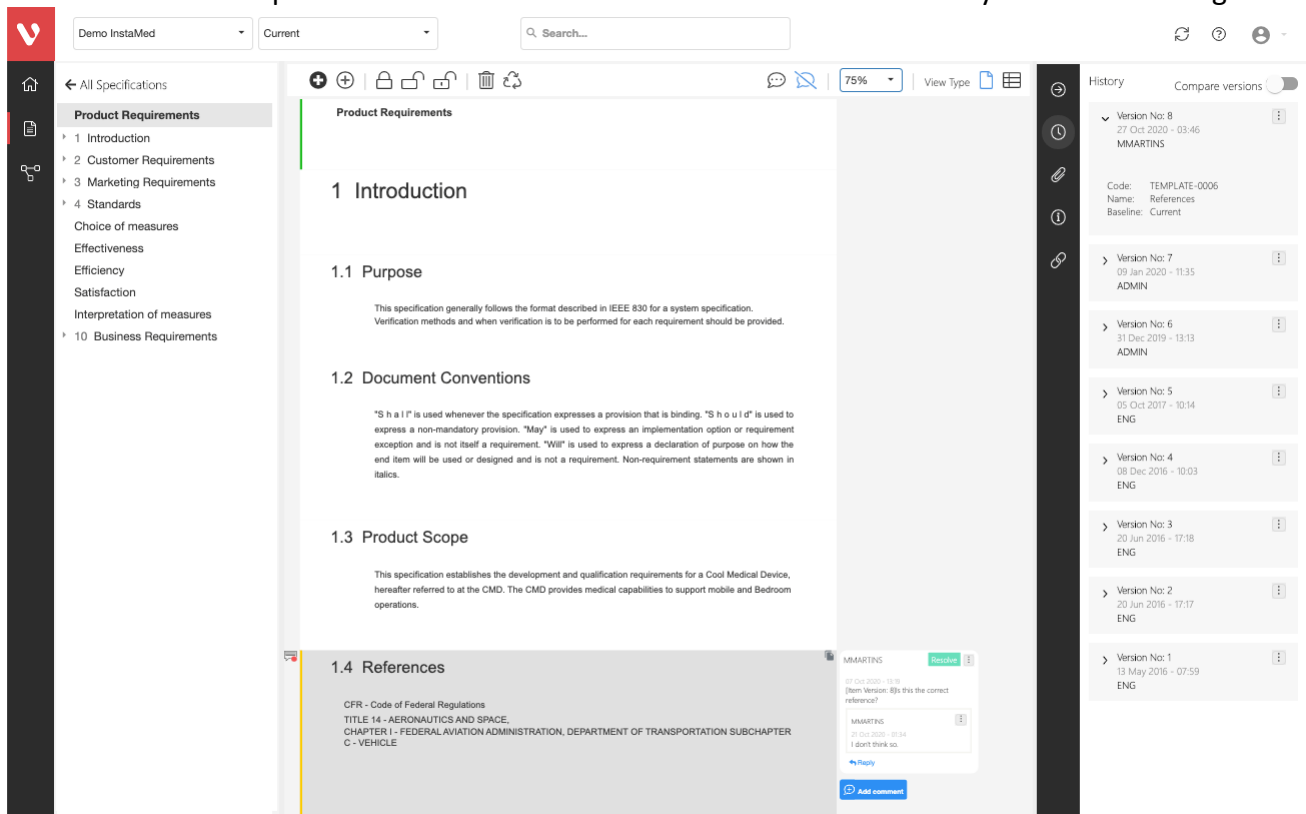 Demo InstaMed
Current
Search...
All Specifications
Product Requirements
1 Introduction
2 Customer Requirements
3 Marketing Requirements
4 Standards
Choice of measures
Effectiveness
Efficiency
Satisfaction
Interpretation of measures
10 Business Requirements
75%
View Type
Product Requirements
1 Introduction
1.1 Purpose
This specification generally follows the format described in IEEE 830 for a system specification.
Verification methods and when verification is to be performed for each requirement should be provided.
1.2 Document Conventions
"S h a l l" is used whenever the specification expresses a provision that is binding. "S h o u l d" is used to
express a non-mandatory provision. "May" is used to express an implementation option or requirement
exception and is not itself a requirement. "Will" is used to express a declaration of purpose on how the
end item will be used or designed and is not a requirement. Non-requirement statements are shown in
italics.
1.3 Product Scope
This specification establishes the development and qualification requirements for a Cool Medical Device,
hereafter referred to at the CMD. The CMD provides medical capabilities to support mobile and Bedroom
operations.
1.4 References
CFR - Code of Federal Regulations
TITLE 14 - AERONAUTICS AND SPACE,
CHAPTER I - FEDERAL AVIATION ADMINISTRATION, DEPARTMENT OF TRANSPORTATION SUBCHAPTER
C - VEHICLE
MMARTINS
Resolve
[Item Version: 8]Is this the correct
reference?
MMARTINS
21 Oct 2020 - 01:34
I don't think so.
Reply
Add comment
History
Compare versions
Version No: 8
27 Oct 2020 - 03:46
MMARTINS
Code: TEMPLATE-0006
Name: References
Baseline: Current
Version No: 7
09 Jan 2020 - 11:35
ADMIN
Version No: 6
31 Dec 2019 - 13:13
ADMIN
Version No: 5
05 Oct 2017 - 10:14
ENG
Version No: 4
08 Dec 2016 - 10:03
ENG
Version No: 3
20 Jun 2016 - 17:18
ENG
Version No: 2
20 Jun 2016 - 17:17
ENG
Version No: 1
13 May 2016 - 07:59
ENG